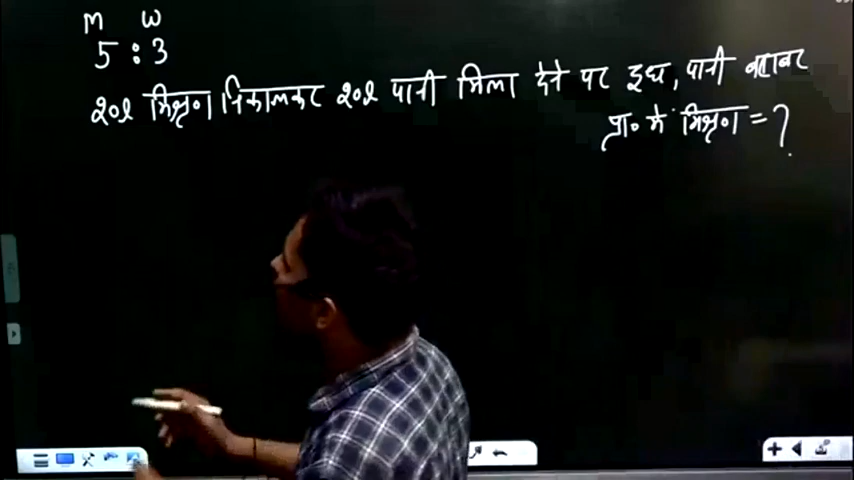 M W
5 : 3
20l मिश्रण निकालकर 20l पानी मिला देने पर दूध, पानी बराबर
प्रा० में मिश्रण = ?